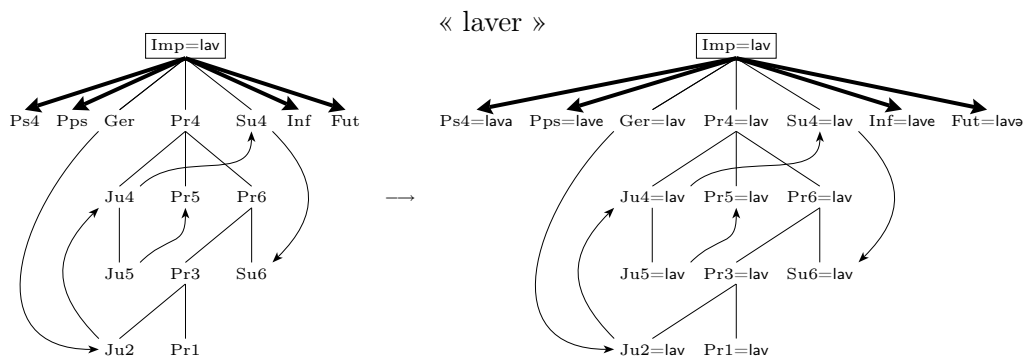 « laver »
Imp=lav Imp=lav
Ps4 Pps Ger Pr4 Su4 Inf Fut Ps4=lava Pps=lave Ger=lav Pr4=lav Su4=lav Inf=lave Fut=lavə
Ju4 Pr5 Pr6 → Ju4=lav Pr5=lav Pr6=lav
Ju5 Pr3 Su6 Ju5=lav Pr3=lav Su6=lav
Ju2 Pr1 Ju2=lav Pr1=lav